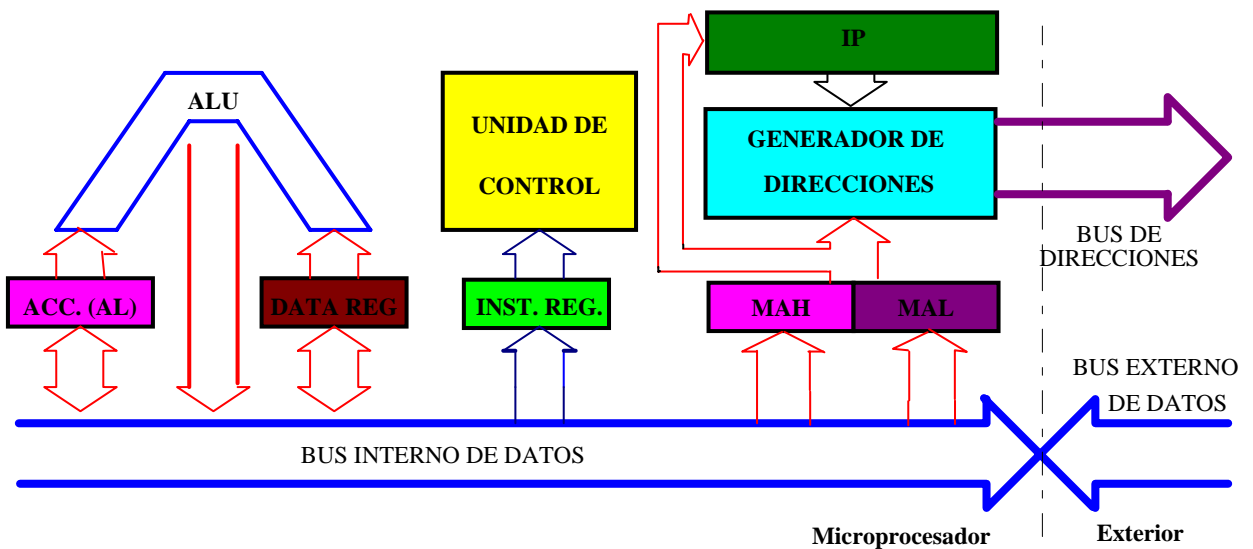 IP
ALU
UNIDAD DE
CONTROL
GENERADOR DE
DIRECCIONES
BUS DE
DIRECCIONES
ACC. (AL)
DATA REG
INST. REG.
MAH
MAL
BUS EXTERNO
DE DATOS
BUS INTERNO DE DATOS
Microprocesador
Exterior